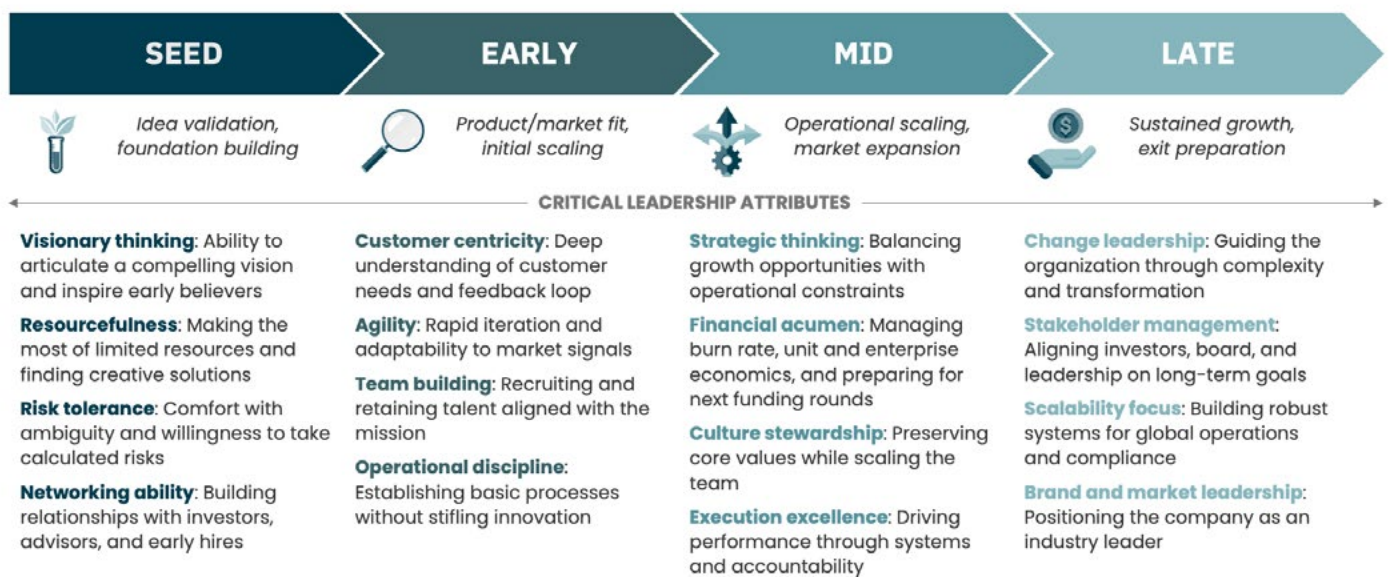 SEED
EARLY
MID
LATE
Idea validation,
foundation building
Product/market fit,
initial scaling
Operational scaling,
market expansion
Sustained growth,
exit preparation
CRITICAL LEADERSHIP ATTRIBUTES
Visionary thinking: Ability to
articulate a compelling vision
and inspire early believers
Resourcefulness: Making the
most of limited resources and
finding creative solutions
Risk tolerance: Comfort with
ambiguity and willingness to take
calculated risks
Networking ability: Building
relationships with investors,
advisors, and early hires
Customer centricity: Deep
understanding of customer
needs and feedback loop
Agility: Rapid iteration and
adaptability to market signals
Team building: Recruiting and
retaining talent aligned with the
mission
Operational discipline:
Establishing basic processes
without stifling innovation
Strategic thinking: Balancing
growth opportunities with
operational constraints
Financial acumen: Managing
burn rate, unit and enterprise
economics, and preparing for
next funding rounds
Culture stewardship: Preserving
core values while scaling the
team
Execution excellence: Driving
performance through systems
and accountability
Change leadership: Guiding the
organization through complexity
and transformation
Stakeholder management:
Aligning investors, board, and
leadership on long-term goals
Scalability focus: Building robust
systems for global operations
and compliance
Brand and market leadership:
Positioning the company as an
industry leader
$